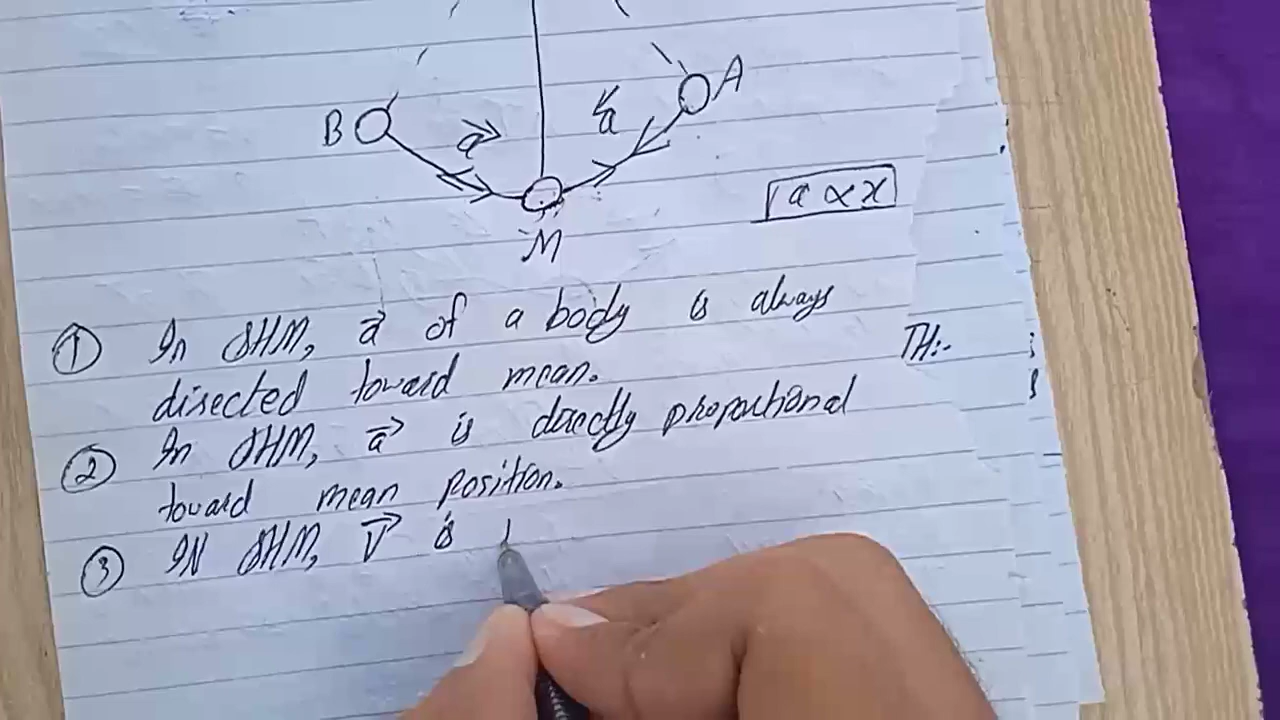 B
A
a
a
M
a ∝ x
① In SHM, a⃗ of a body is always
directed toward mean.
TH:-
② In SHM, a⃗ is directly proportional
toward mean position.
③ IN SHM, V⃗ is